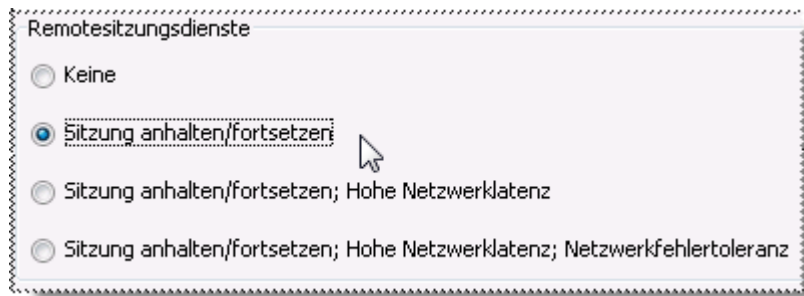 Remotesitzungsdienste
Keine
Sitzung anhalten/fortsetzen
Sitzung anhalten/fortsetzen; Hohe Netzwerklatenz
Sitzung anhalten/fortsetzen; Hohe Netzwerklatenz; Netzwerkfehlertoleranz